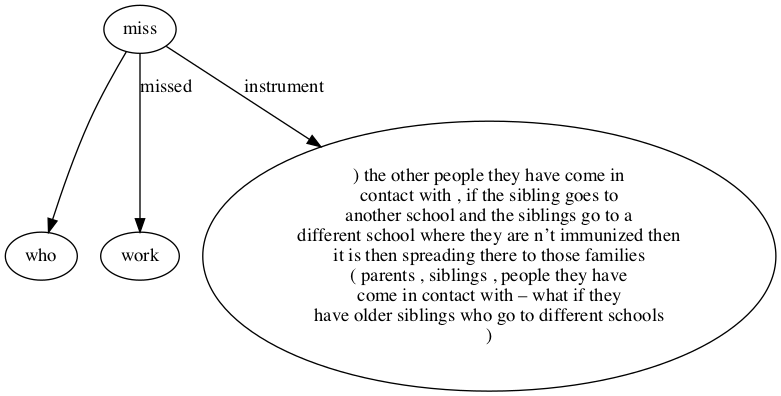 miss
missed
instrument
) the other people they have come in
contact with , if the sibling goes to
another school and the siblings go to a
different school where they are n't immunized then
it is then spreading there to those families
( parents , siblings , people they have
come in contact with – what if they
have older siblings who go to different schools
)
who
work